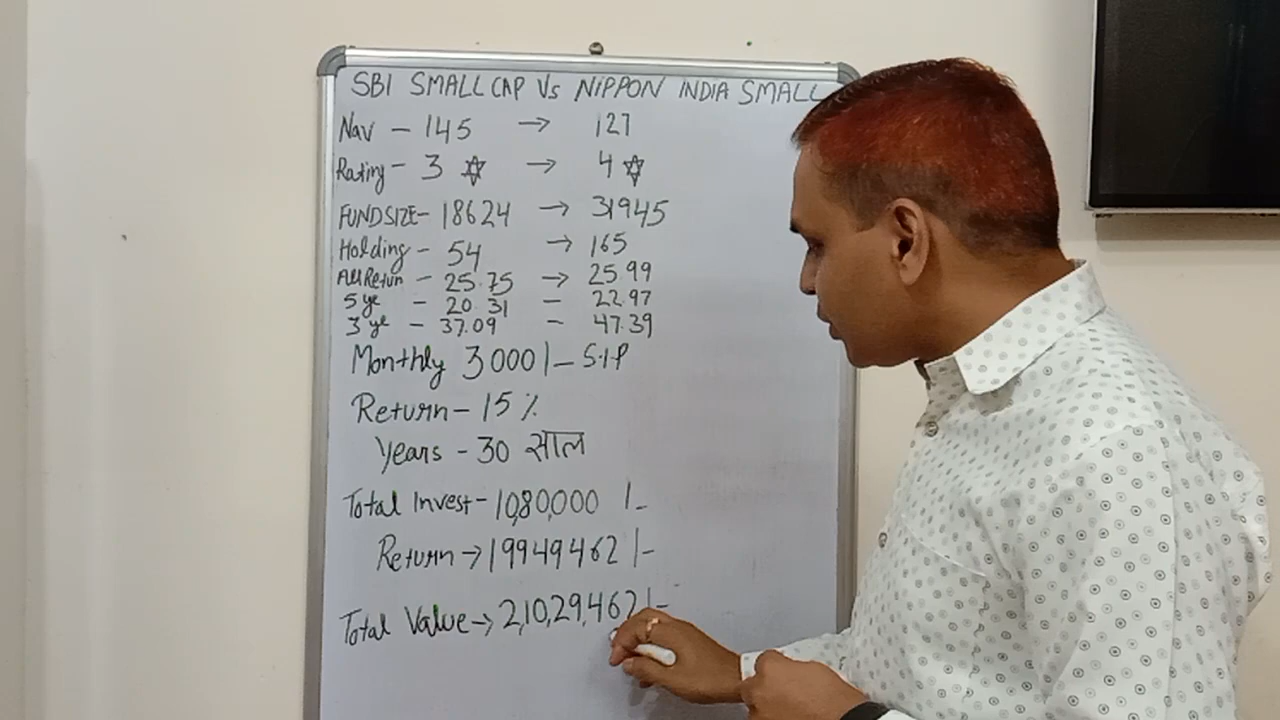 SBI SMALL CAP Vs NIPPON INDIA SMALL
Nav - 145 → 127
Rating - 3 ✡ → 4 ✡
FUND SIZE - 18624 → 31945
Holding - 54 → 165
All Return - 25.75 → 25.99
5 ye - 20.31 - 22.97
3 ye - 37.09 - 47.39
Monthly 3000/- S.I.P
Return - 15 %
Years - 30 साल
Total Invest - 10,80,000 /-
Return → 19949462 /-
Total Value → 2,10,29,462/-